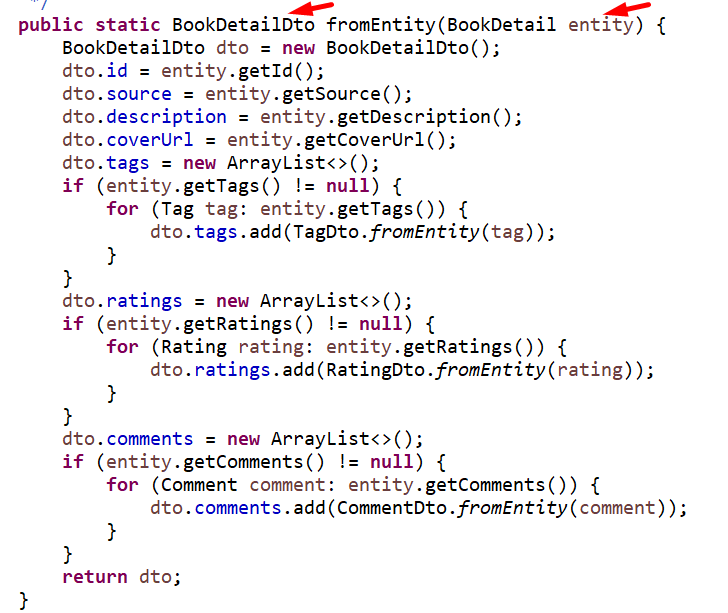 */
public static BookDetailDto fromEntity(BookDetail entity) {
    BookDetailDto dto = new BookDetailDto();
    dto.id = entity.getId();
    dto.source = entity.getSource();
    dto.description = entity.getDescription();
    dto.coverUrl = entity.getCoverUrl();
    dto.tags = new ArrayList<>();
    if (entity.getTags() != null) {
        for (Tag tag: entity.getTags()) {
            dto.tags.add(TagDto.fromEntity(tag));
        }
    }
    dto.ratings = new ArrayList<>();
    if (entity.getRatings() != null) {
        for (Rating rating: entity.getRatings()) {
            dto.ratings.add(RatingDto.fromEntity(rating));
        }
    }
    dto.comments = new ArrayList<>();
    if (entity.getComments() != null) {
        for (Comment comment: entity.getComments()) {
            dto.comments.add(CommentDto.fromEntity(comment));
        }
    }
    return dto;
}